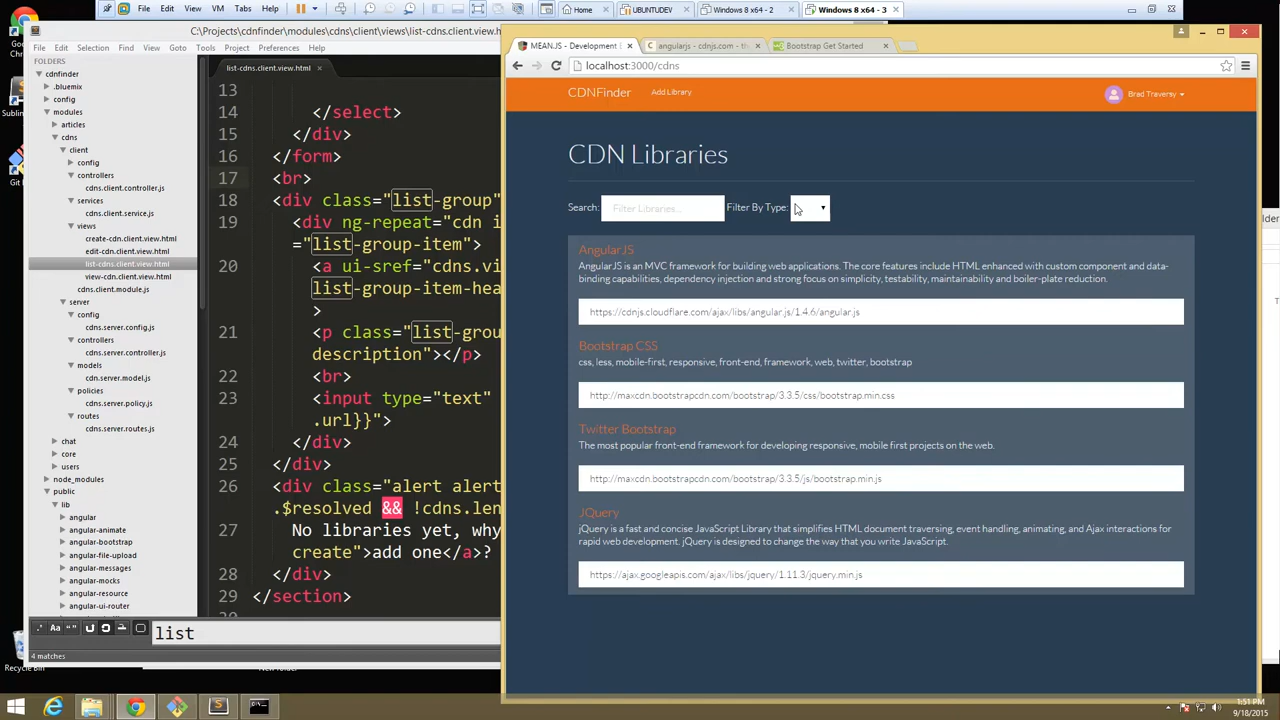 File Edit View VM Tabs Help
Home
UBUNTUDEV
Windows 8 x64 - 2
Windows 8 x64 - 3
C:\Projects\cdnfinder\modules\cdns\client\views\list-cdns.client.view.h
File Edit Selection Find View Goto Tools Project Preferences Help
FOLDERS
cdnfinder
.bluemix
config
modules
articles
cdns
client
config
controllers
cdns.client.controller.js
services
cdns.client.service.js
views
create-cdn.client.view.html
edit-cdn.client.view.html
list-cdns.client.view.html
view-cdn.client.view.html
cdns.client.module.js
server
config
cdns.server.config.js
controllers
cdns.server.controller.js
models
cdn.server.model.js
policies
cdns.server.policy.js
routes
cdns.server.routes.js
chat
core
users
node_modules
public
lib
angular
angular-animate
angular-bootstrap
angular-file-upload
angular-messages
angular-mocks
angular-resource
angular-ui-router
list-cdns.client.view.html
13
14 </select>
15 </div>
16 </form>
17 <br>
18 <div class="list-group"
19 <div ng-repeat="cdn i
="list-group-item">
20 <a ui-sref="cdns.vi
list-group-item-hea
>
21 <p class="list-grou
description"></p>
22 <br>
23 <input type="text"
.url}}">
24 </div>
25 </div>
26 <div class="alert alert
.$resolved && !cdns.len
27 No libraries yet, why
create">add one</a>?
28 </div>
29 </section>
.* Aa “”
list
4 matches
MEAN.JS - Development
angularjs - cdnjs.com - th
Bootstrap Get Started
localhost:3000/cdns
CDNFinder
Add Library
Brad Traversy
CDN Libraries
Search: Filter Libraries... Filter By Type:
AngularJS
AngularJS is an MVC framework for building web applications. The core features include HTML enhanced with custom component and data-
binding capabilities, dependency injection and strong focus on simplicity, testability, maintainability and boiler-plate reduction.
https://cdnjs.cloudflare.com/ajax/libs/angular.js/1.4.6/angular.js
Bootstrap CSS
css, less, mobile-first, responsive, front-end, framework, web, twitter, bootstrap
http://maxcdn.bootstrapcdn.com/bootstrap/3.3.5/css/bootstrap.min.css
Twitter Bootstrap
The most popular front-end framework for developing responsive, mobile first projects on the web.
http://maxcdn.bootstrapcdn.com/bootstrap/3.3.5/js/bootstrap.min.js
JQuery
jQuery is a fast and concise JavaScript Library that simplifies HTML document traversing, event handling, animating, and Ajax interactions for
rapid web development. jQuery is designed to change the way that you write JavaScript.
https://ajax.googleapis.com/ajax/libs/jquery/1.11.3/jquery.min.js
Recycle Bin
1:51 PM
9/18/2015